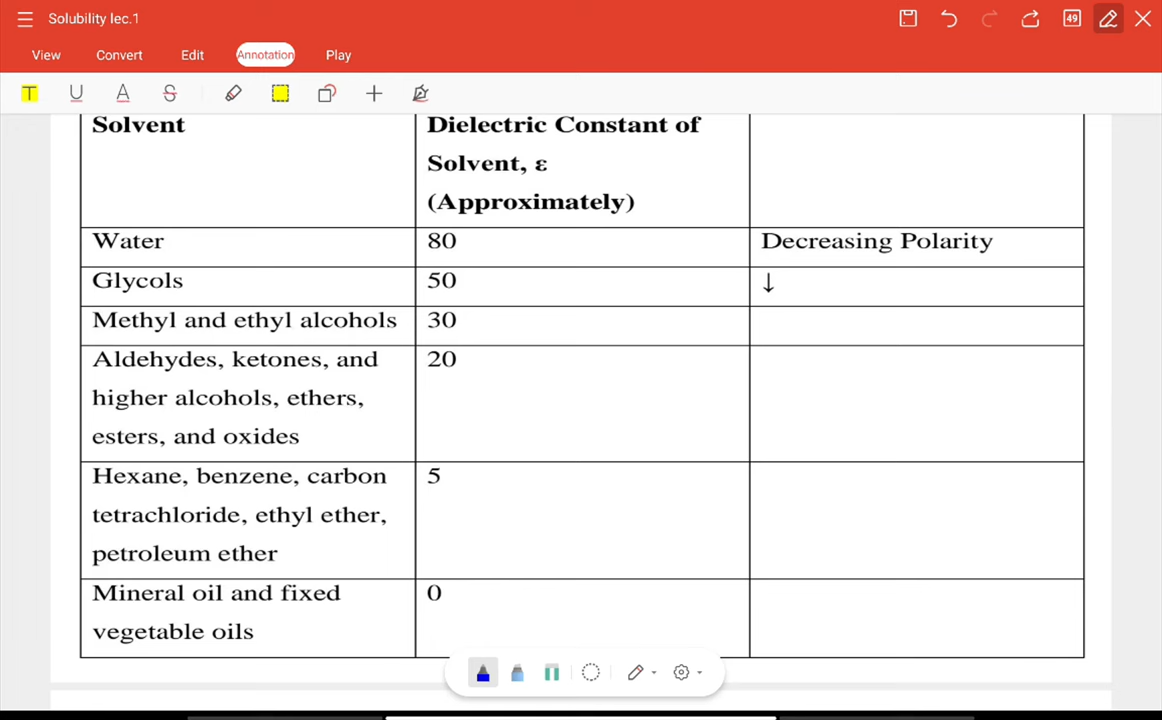 Solubility lec.1
49
View Convert Edit Annotation Play
T U A S
Solvent
Dielectric Constant of
Solvent, ε
(Approximately)
Water 80 Decreasing Polarity
Glycols 50 ↓
Methyl and ethyl alcohols 30
Aldehydes, ketones, and 20
higher alcohols, ethers,
esters, and oxides
Hexane, benzene, carbon 5
tetrachloride, ethyl ether,
petroleum ether
Mineral oil and fixed 0
vegetable oils